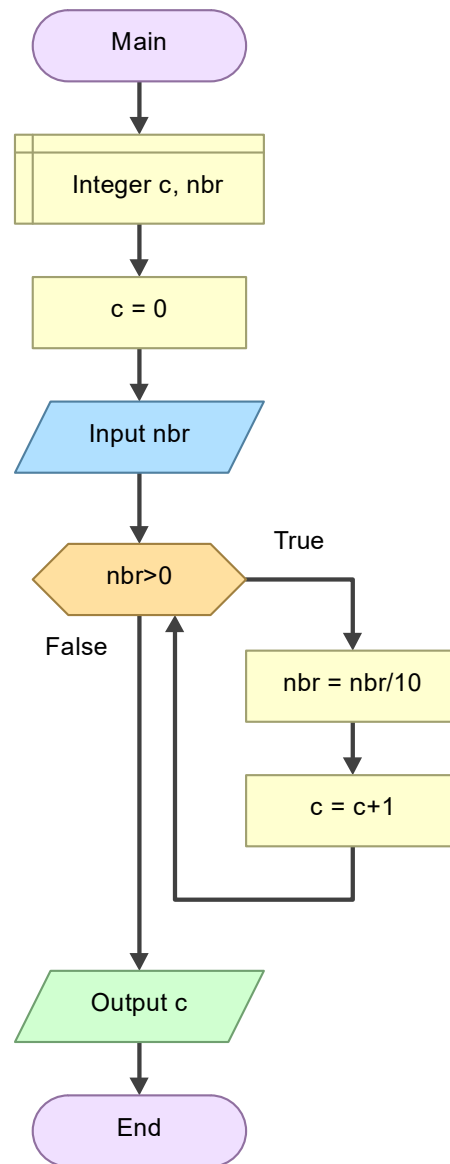 Main
Integer c, nbr
c = 0
Input nbr
nbr>0
True
False
nbr = nbr/10
c = c+1
Output c
End